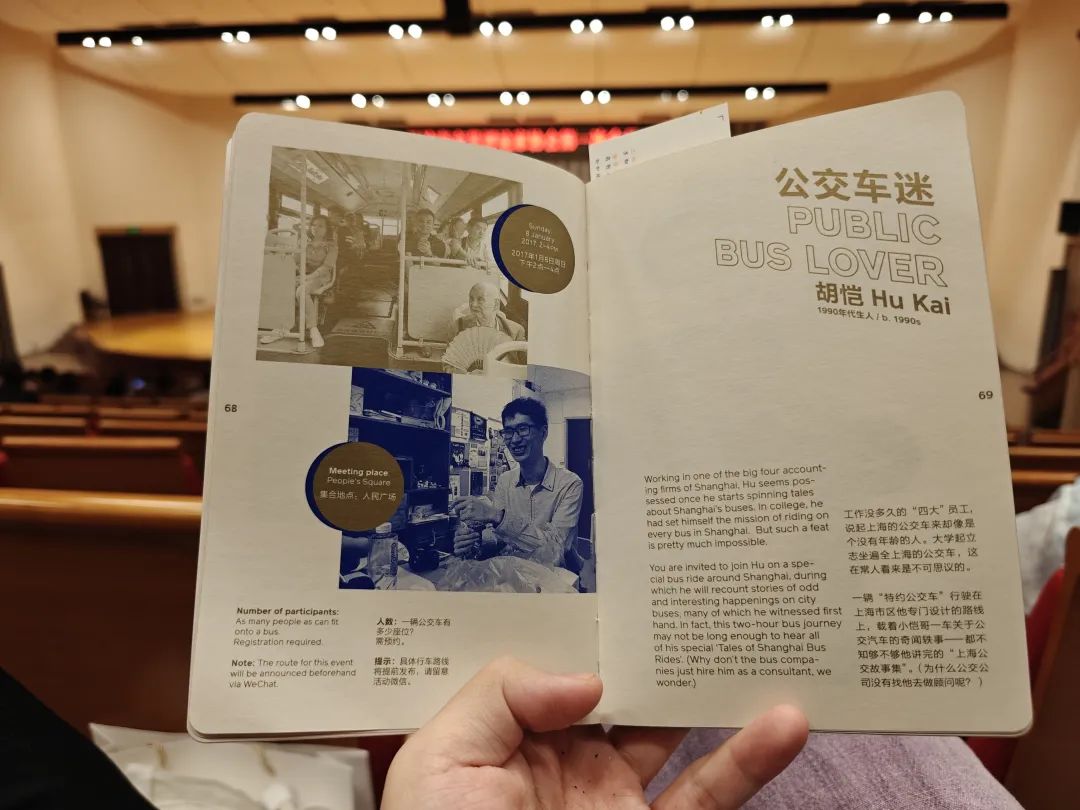 Sunday,
8 January
2017, 2–4PM
2017年1月8日周日
下午2点—4点
68
Meeting place
People's Square
集合地点：人民广场
Number of participants:
As many people as can fit
onto a bus.
Registration required.
Note: The route for this event
will be announced beforehand
via WeChat.
人数：一辆公交车有
多少座位？
需预约。
提示：具体行车路线
将提前发布，请留意
活动微信。
公交车迷
PUBLIC
BUS LOVER
胡恺 Hu Kai
1990年代生人 / b. 1990s
69
Working in one of the big four account-
ing firms of Shanghai, Hu seems pos-
sessed once he starts spinning tales
about Shanghai's buses. In college, he
had set himself the mission of riding on
every bus in Shanghai. But such a feat
is pretty much impossible.
You are invited to join Hu on a spe-
cial bus ride around Shanghai, during
which he will recount stories of odd
and interesting happenings on city
buses, many of which he witnessed first
hand. In fact, this two-hour bus journey
may not be long enough to hear all
of his special 'Tales of Shanghai Bus
Rides'. (Why don't the bus compa-
nies just hire him as a consultant, we
wonder.)
工作没多久的“四大”员工，
说起上海的公交车来却像是
个没有年龄的人。大学起立
志坐遍全上海的公交车，这
在常人看来是不可思议的。
一辆“特约公交车”行驶在
上海市区他专门设计的路线
上，载着小恺哥一车关于公
交汽车的奇闻轶事——都不
知够不够他讲完的“上海公
交故事集”。（为什么公交公
司没有找他去做顾问呢？）